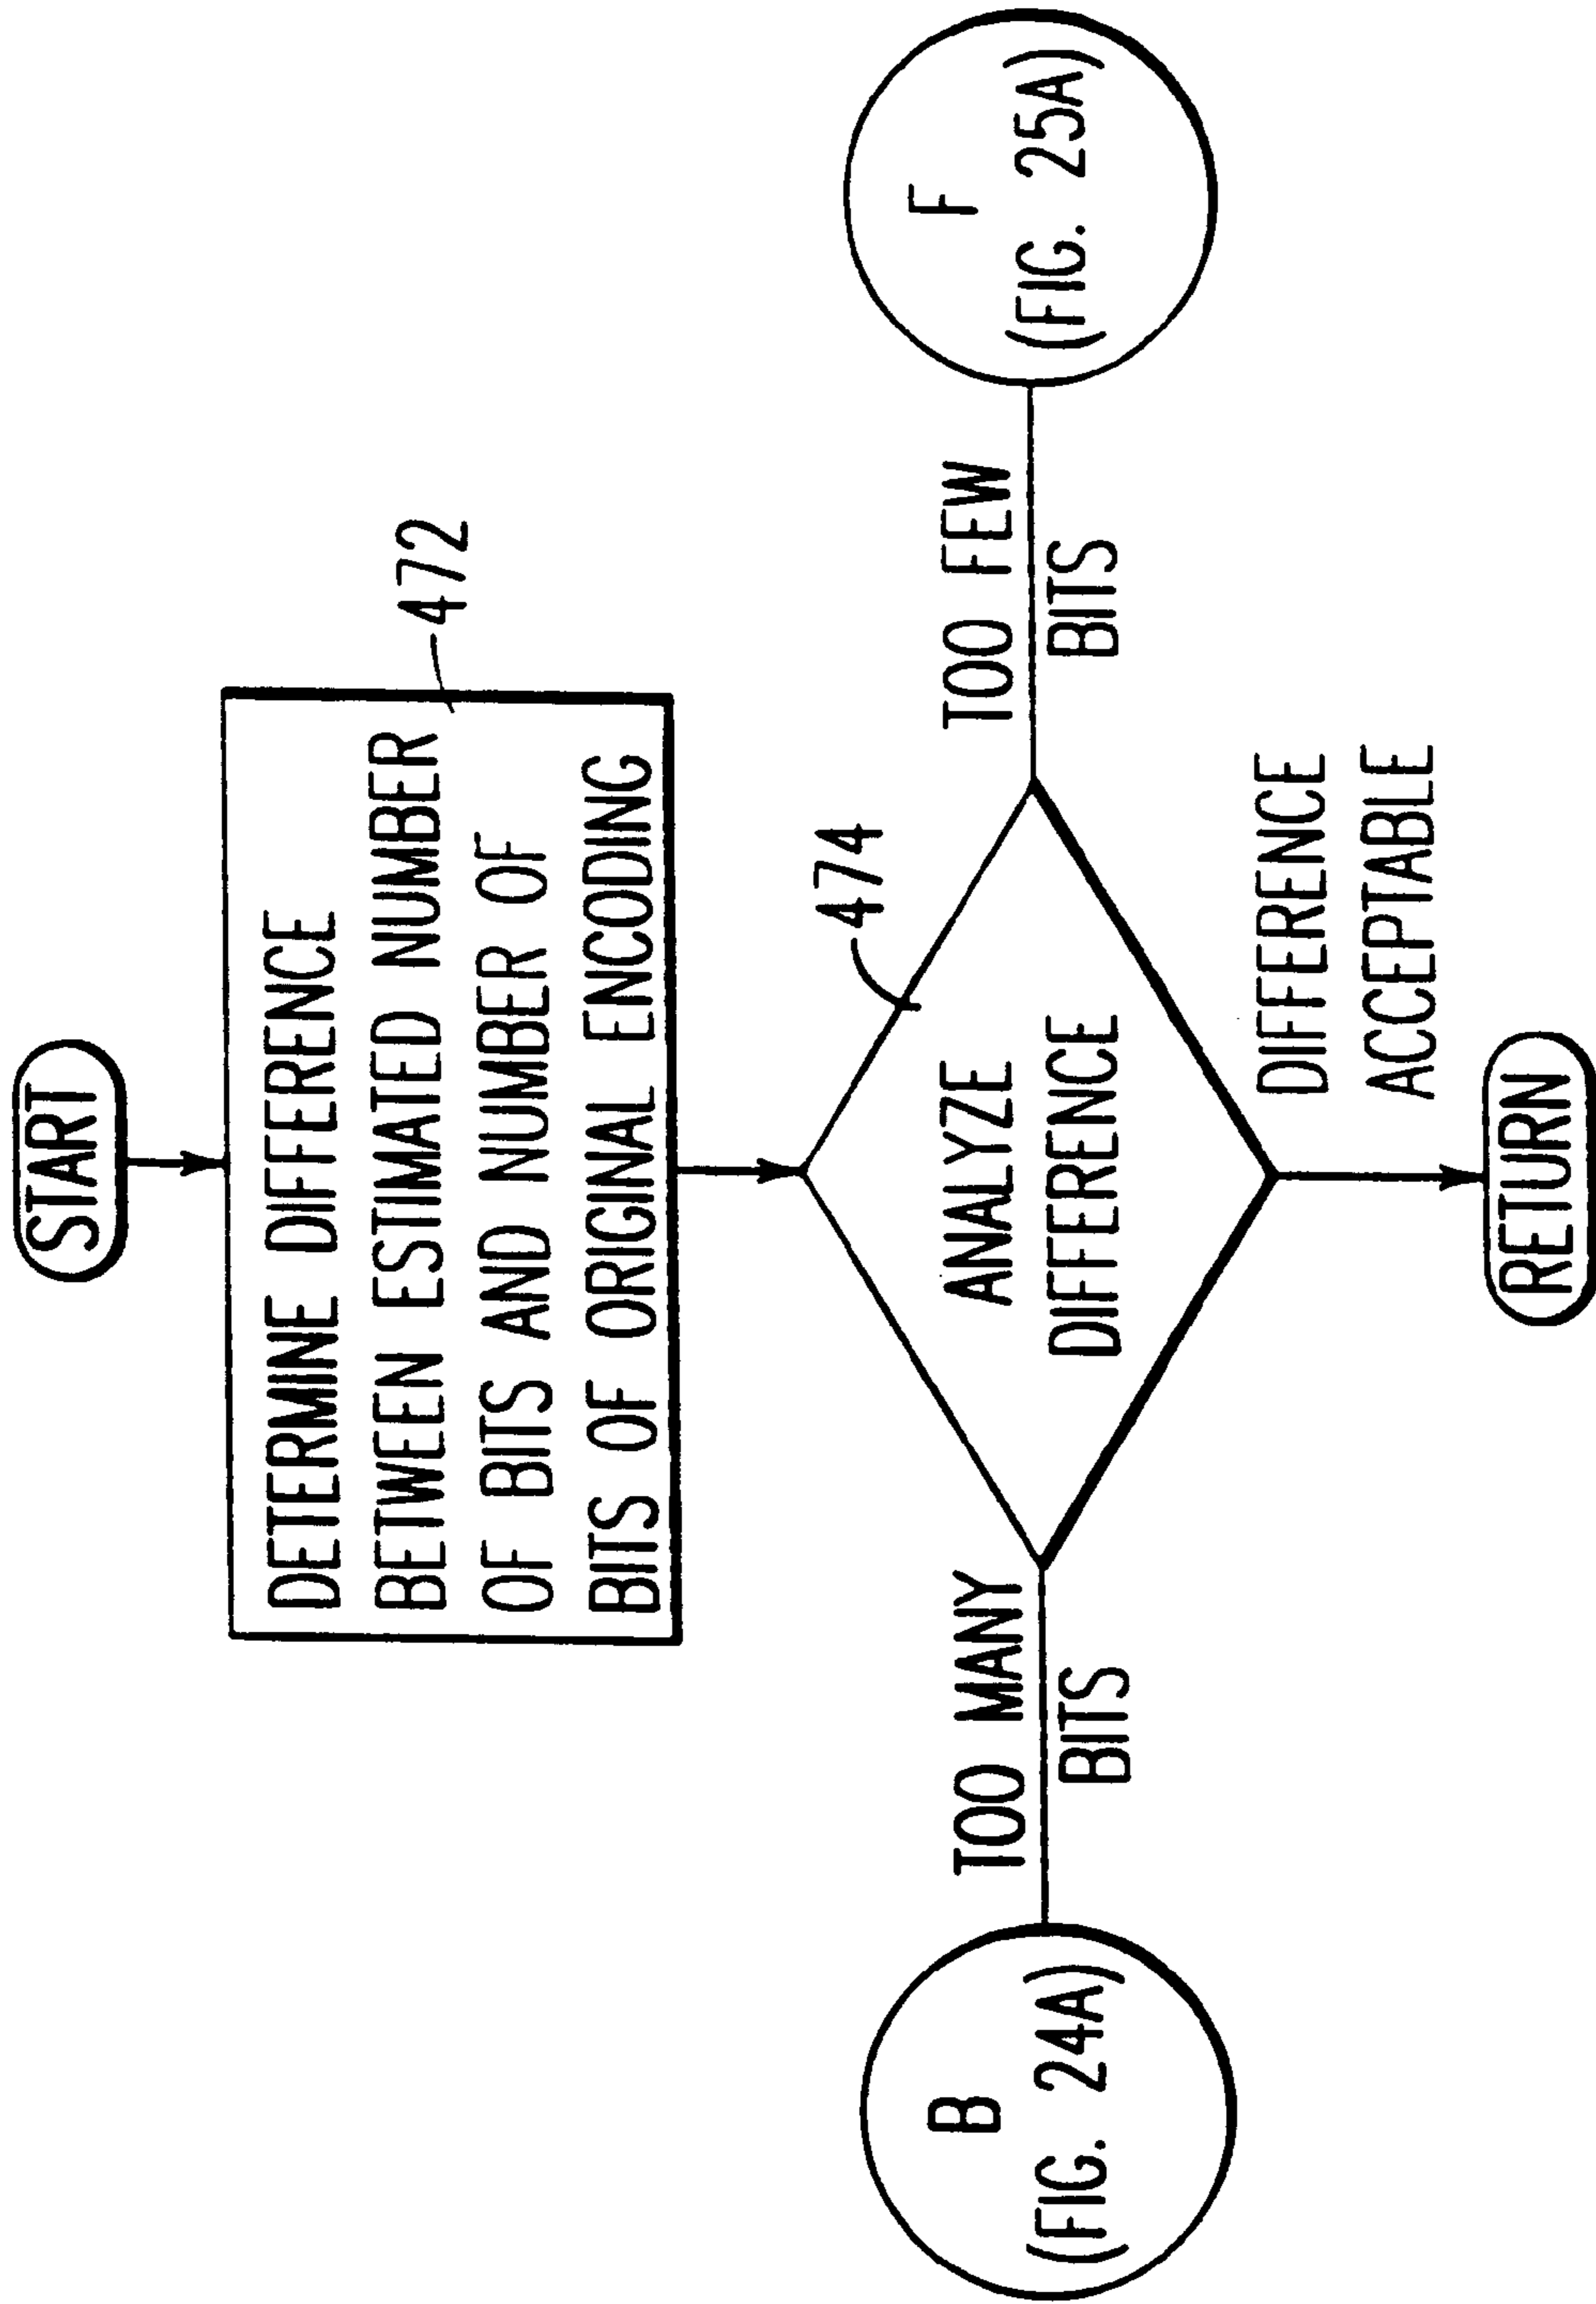 START
DETERMINE DIFFERENCE
BETWEEN ESTIMATED NUMBER
OF BITS AND NUMBER OF
BITS OF ORIGINAL ENCODING
472
474
ANALYZE
DIFFERENCE
TOO MANY
BITS
B
(FIG. 24A)
TOO FEW
BITS
F
(FIG. 25A)
DIFFERENCE
ACCEPTABLE
RETURN